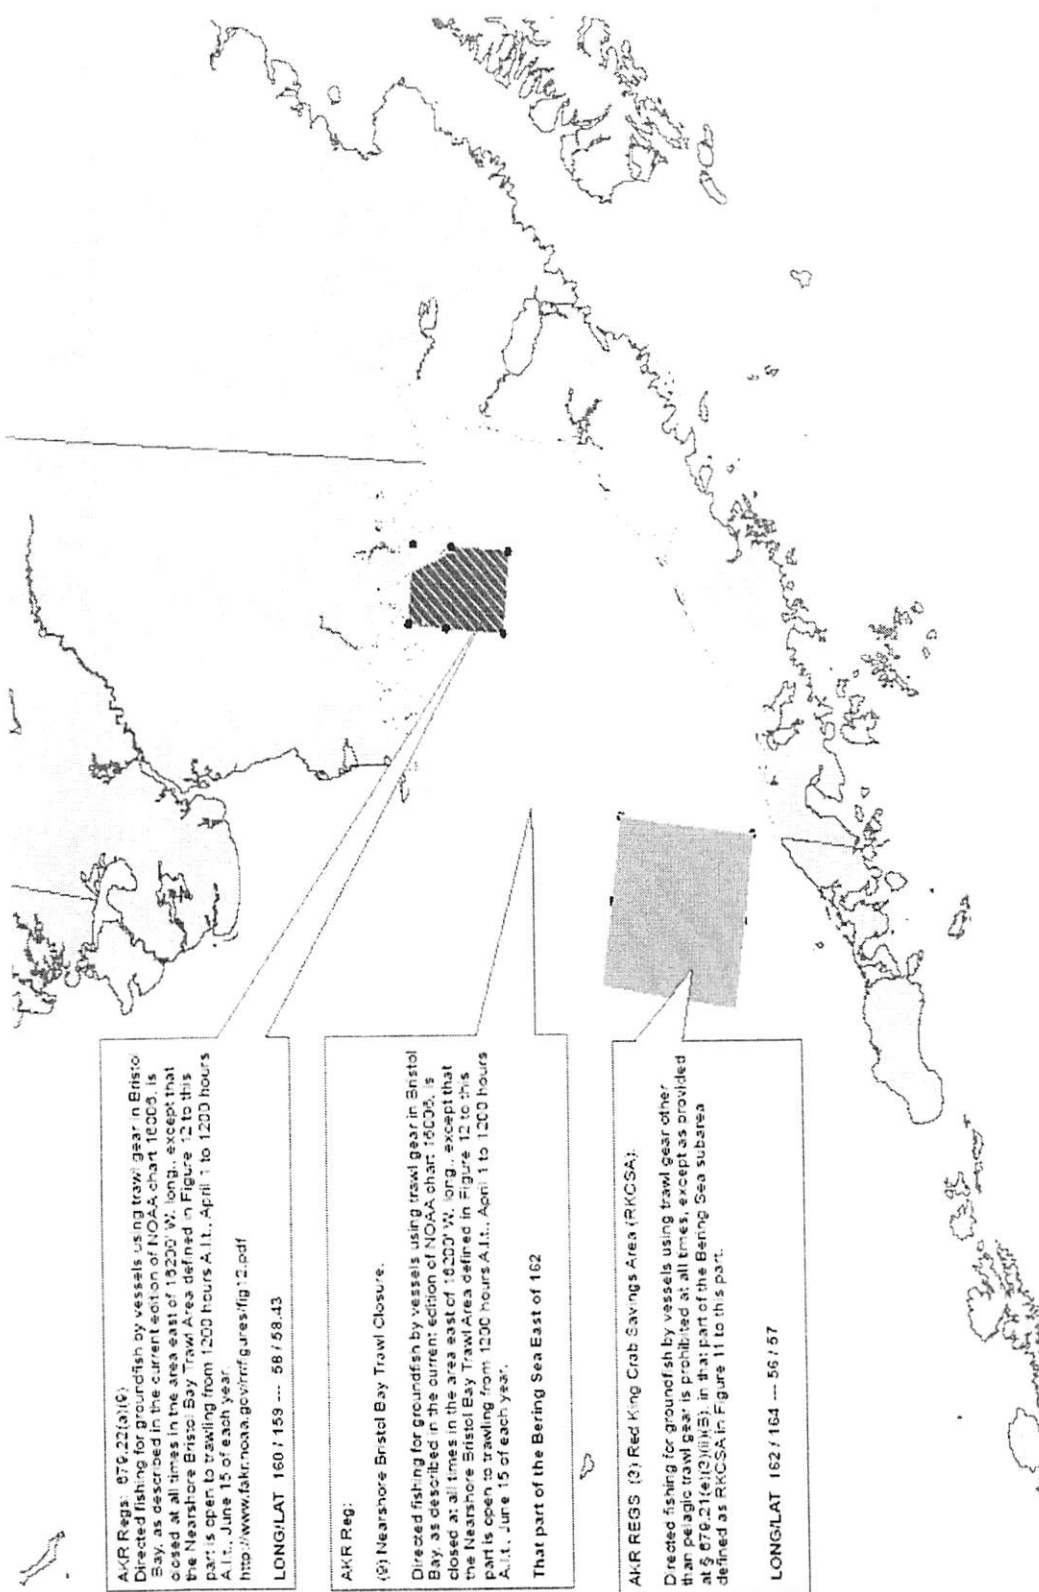 AKR Regs: 679.22(a)(9)
Directed fishing for groundfish by vessels using trawl gear in Bristol
Bay, as described in the current edition of NOAA chart 16006, is
closed at all times in the area east of 16200' W. long., except that
the Nearshore Bristol Bay Trawl Area defined in Figure 12 to this
part is open to trawling from 1200 hours A.l.t., April 1 to 1200 hours
A.l.t., June 15 of each year.
http://www.fakr.noaa.gov/rr/figures/fig12.pdf
LONG/LAT 160 / 159 --- 58 / 58.43
AKR Reg:
(9) Nearshore Bristol Bay Trawl Closure.
Directed fishing for groundfish by vessels using trawl gear in Bristol
Bay, as described in the current edition of NOAA chart 16006, is
closed at all times in the area east of 16200' W. long., except that
the Nearshore Bristol Bay Trawl Area defined in Figure 12 to this
part is open to trawling from 1200 hours A.l.t., April 1 to 1200 hours
A.l.t., June 15 of each year.
That part of the Bering Sea East of 162
AKR REGS (3) Red King Crab Savings Area (RKCSA).
Directed fishing for groundfish by vessels using trawl gear other
than pelagic trawl gear is prohibited at all times, except as provided
at § 679.21(e)(3)(ii)(B), in that part of the Bering Sea subarea
defined as RKCSA in Figure 11 to this part.
LONG/LAT 162 / 164 --- 56 / 57